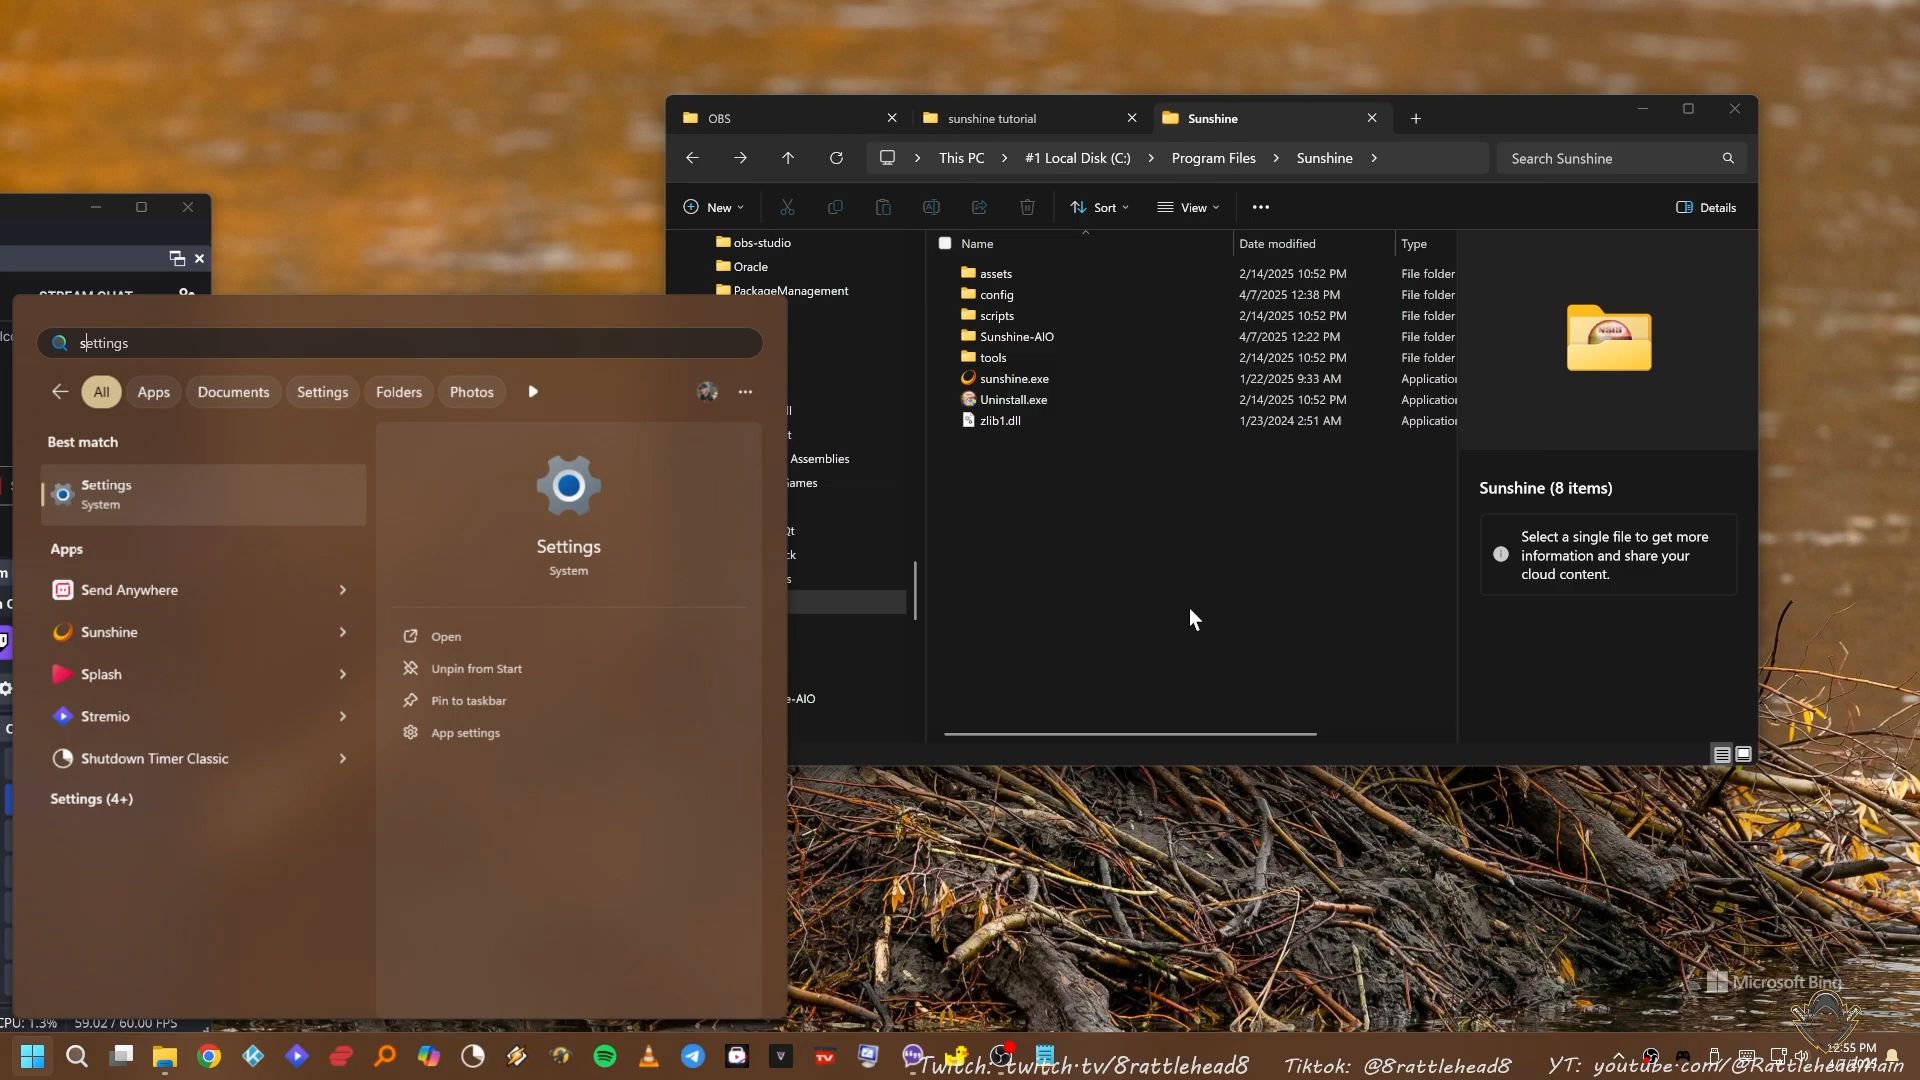 OBS
sunshine tutorial
Sunshine
This PC
#1 Local Disk (C:)
Program Files
Sunshine
Search Sunshine
New
Sort
View
Details
obs-studio
Oracle
PackageManagement
Assemblies
Name
Date modified
Type
assets 2/14/2025 10:52 PM File folder
config 4/7/2025 12:38 PM File folder
scripts 2/14/2025 10:52 PM File folder
Sunshine-AIO 4/7/2025 12:22 PM File folder
tools 2/14/2025 10:52 PM File folder
sunshine.exe 1/22/2025 9:33 AM Applicatio
Uninstall.exe 2/14/2025 10:52 PM Applicatio
zlib1.dll 1/23/2024 2:51 AM Applicatio
Sunshine (8 items)
Select a single file to get more
information and share your
cloud content.
STREAM CHAT
settings
All
Apps
Documents
Settings
Folders
Photos
Best match
Settings
System
Apps
Send Anywhere
Sunshine
Splash
Stremio
Shutdown Timer Classic
Settings (4+)
Settings
System
Open
Unpin from Start
Pin to taskbar
App settings
CPU: 1.3% 59.02 / 60.00 FPS
Microsoft Bing
Twitch: twitch.tv/8rattlehead8 Tiktok: @8rattlehead8 YT: youtube.com/@Rattleheadmain
12:55 PM